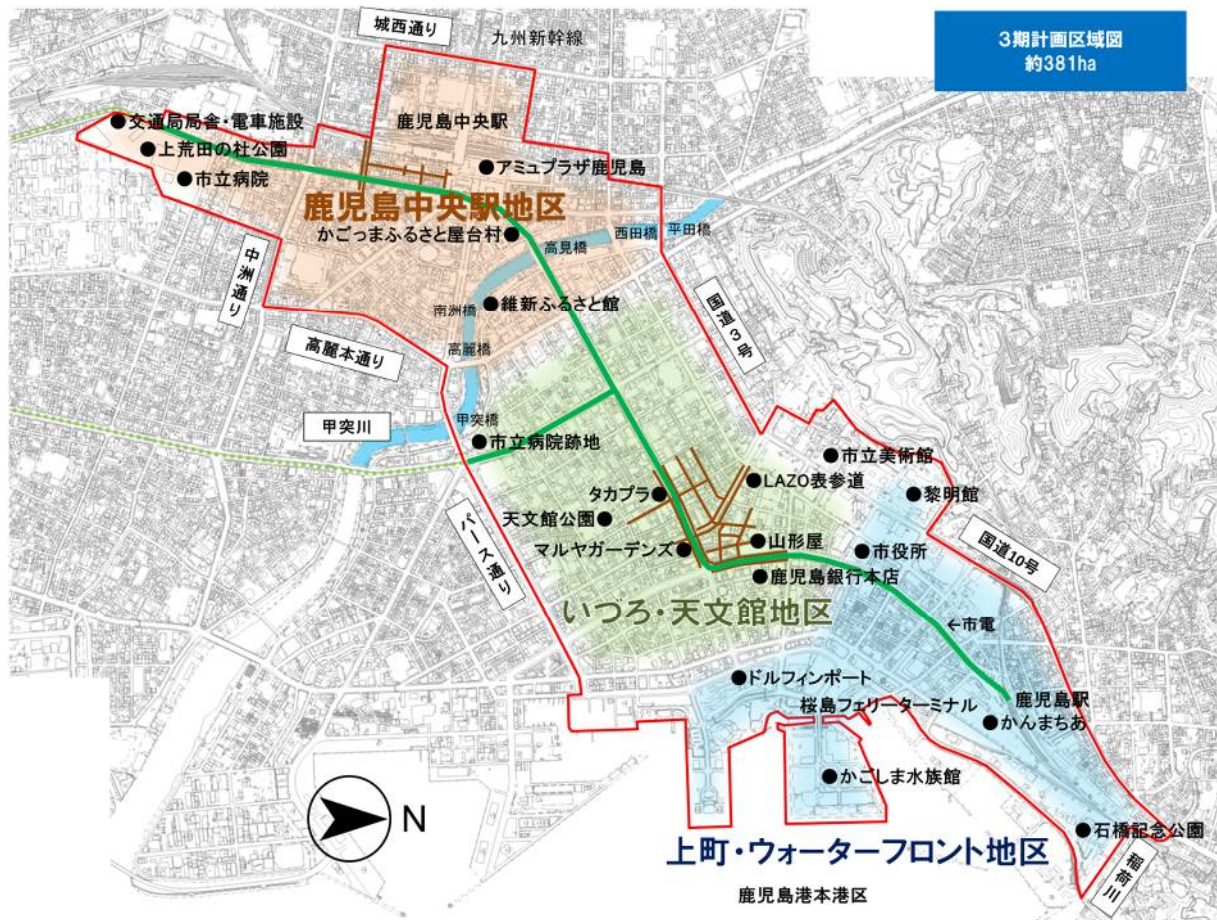 城西通り
九州新幹線
3期計画区域図
約381ha
鹿児島中央駅
●交通局局舎・電車施設
●上荒田の杜公園
●市立病院
●アミュプラザ鹿児島
鹿児島中央駅地区
かごっまふるさと屋台村●
高見橋
西田橋
平田橋
中洲通り
南洲橋
●維新ふるさと館
国道3号
高麗本通り
高麗橋
甲突川
甲突橋
●市立病院跡地
●市立美術館
タカプラ●
●LAZO表参道
●黎明館
天文館公園●
パース通り
マルヤガーデンズ●
●山形屋
●市役所
国道10号
●鹿児島銀行本店
いづろ・天文館地区
←市電
●ドルフィンポート
鹿児島駅
桜島フェリーターミナル
●かんまちあ
●かごしま水族館
N
●石橋記念公園
上町・ウォーターフロント地区
稲荷川
鹿児島港本港区